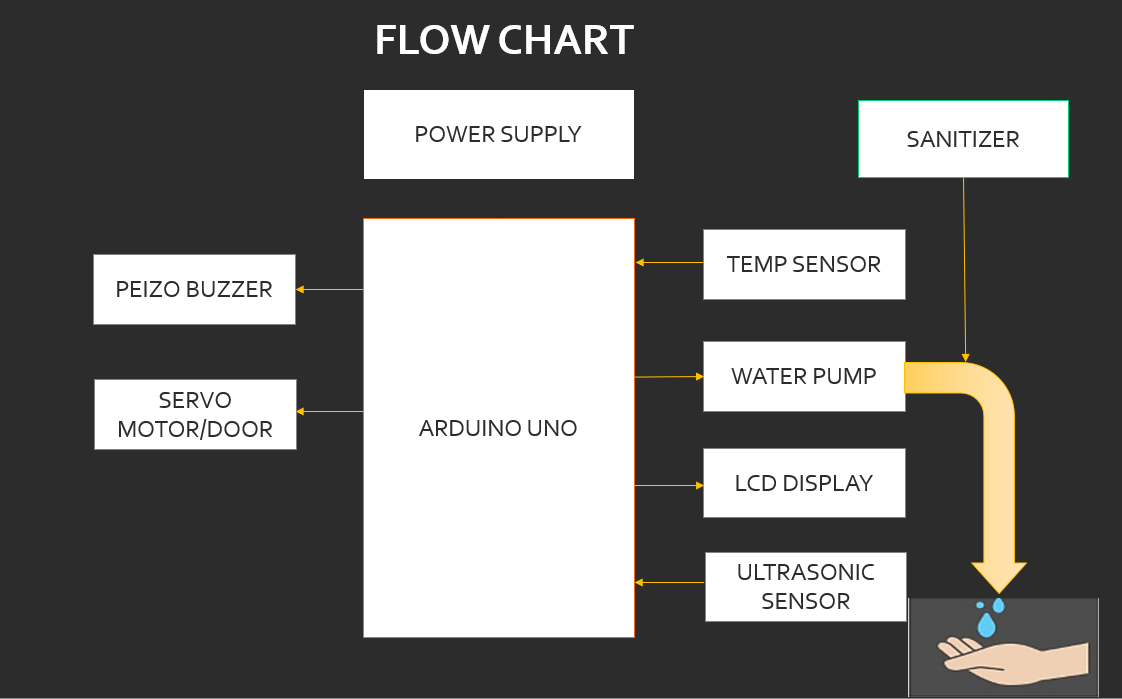 FLOW CHART
POWER SUPPLY
SANITIZER
TEMP SENSOR
PEIZO BUZZER
WATER PUMP
SERVO
MOTOR/DOOR
ARDUINO UNO
LCD DISPLAY
ULTRASONIC
SENSOR